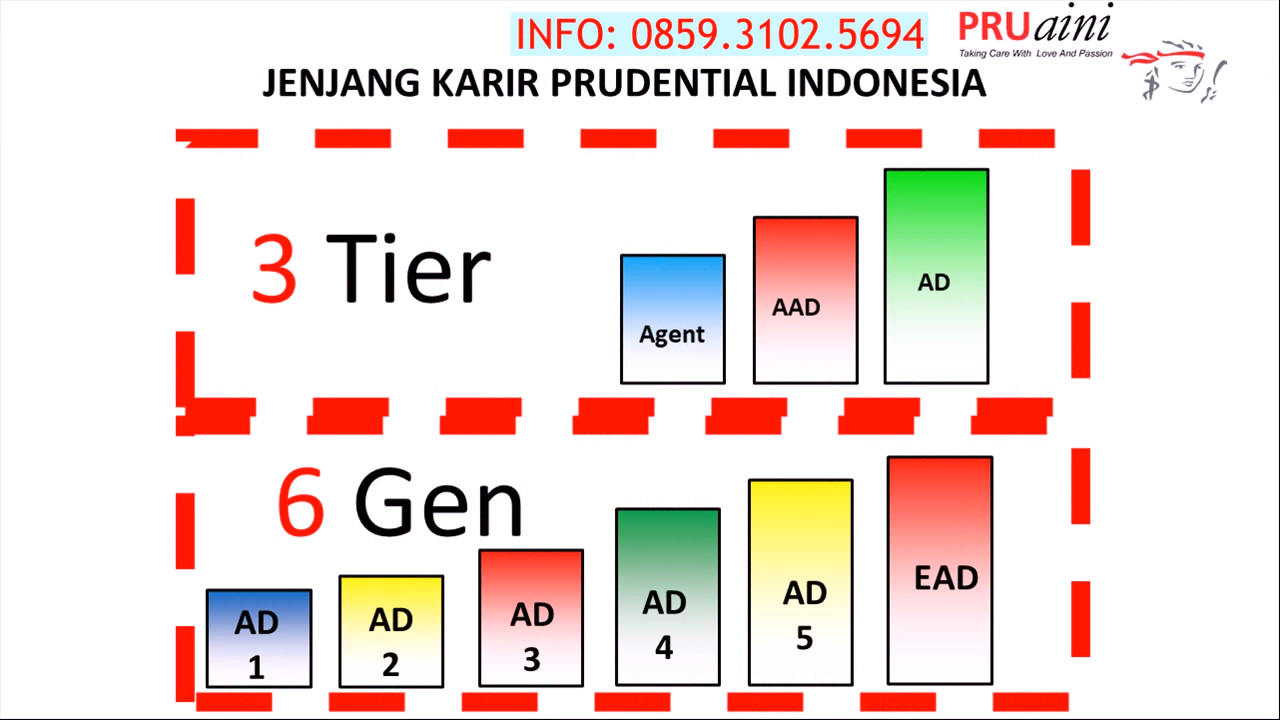 INFO: 0859.3102.5694
PRUaini
Taking Care With Love And Passion
JENJANG KARIR PRUDENTIAL INDONESIA
3 Tier
Agent
AAD
AD
6 Gen
AD
1
AD
2
AD
3
AD
4
AD
5
EAD